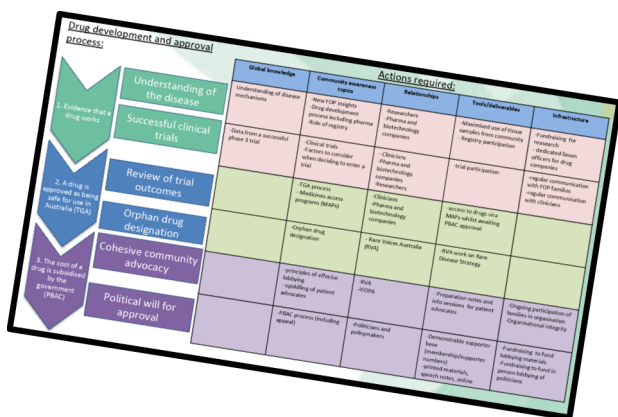 Drug development and approval
process:
1. Evidence that a
drug works
2. A drug is
approved as being
safe for use in
Australia (TGA)
3. The cost of a
drug is subsidised
by the
government
(PBAC)
Understanding of
the disease
Successful clinical
trials
Review of trial
outcomes
Orphan drug
designation
Cohesive community
advocacy
Political will for
approval
Actions required:
Global knowledge
Community awareness
topics
Relationships
Tools/deliverables
Infrastructure
Understanding of disease
mechanisms
-New FOP insights
-Drug development
process including pharma
-Role of registry
-Researchers
-Pharma and
biotechnology
companies
-Maximised use of tissue
samples from community
-Registry participation
-Fundraising for
research
- dedicated liason
officers for drug
companies
-Data from a successful
phase 3 trial
-Clinical trials
-Factors to consider
when deciding to enter a
trial
-Clinicians
-Pharma and
biotechnology
companies
-Researchers
-trial participation
-regular communication
with FOP families
-regular communication
with clinicians
-TGA process
-Medicines access
programs (MAPs)
-Clinicians
-Pharma and
biotechnology
companies
-access to drugs vira
MAPs whilst awaiting
PBAC approval
-Orphan drug
designation
- Rare Voices Australia
(RVA)
-RVA work on Rare
Disease Strategy
-principles of effective
lobbying
- upskilling of patient
advocates
-RVA
-IFOPA
- Preparation notes and
info sessions for patient
advocates
-Ongoing participation of
families in organisation
-Organisational integrity
-PBAC process (including
appeal)
-Politicians and
policymakers
-Demonstrable supporter
base
(membership/supporter
numbers)
-printed materials,
speech notes, online
-Fundraising to fund
lobbying materials
-Fundraising to fund in
person lobbying of
politicians